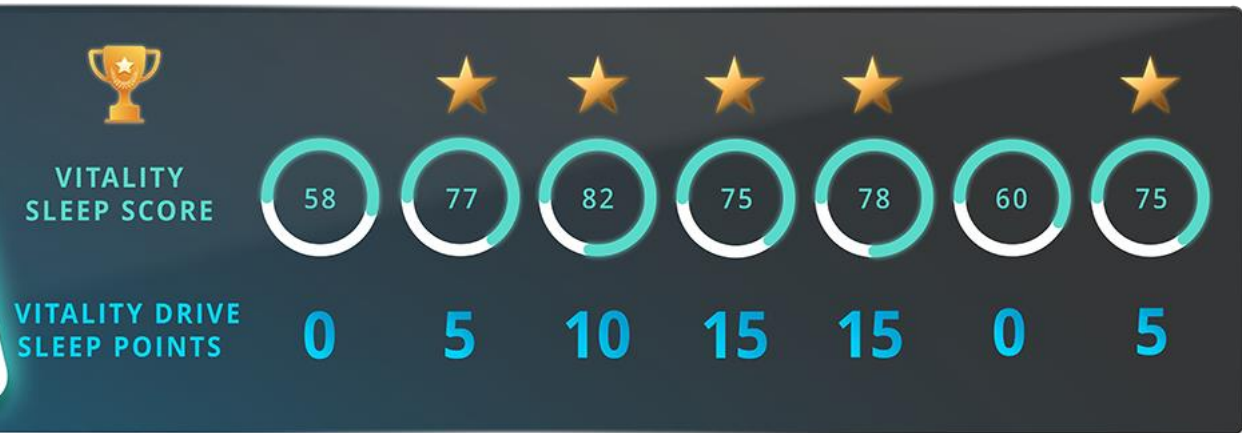 VITALITY
SLEEP SCORE
58 77 82 75 78 60 75
VITALITY DRIVE
SLEEP POINTS
0 5 10 15 15 0 5